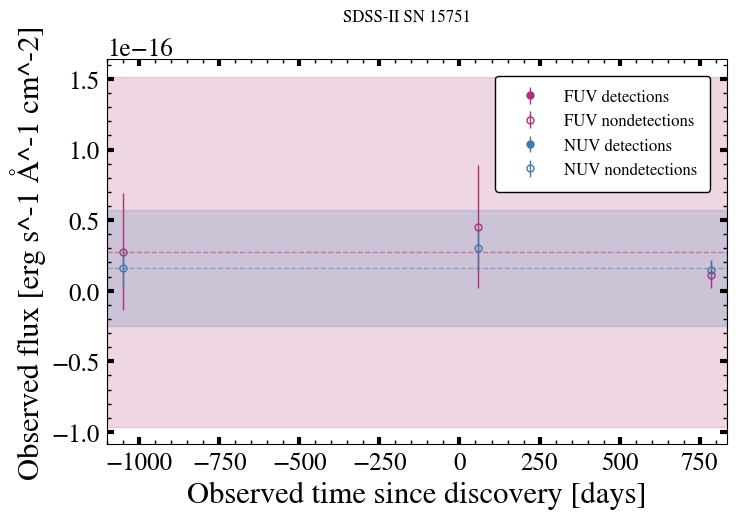 SDSS-II SN 15751
1e−16
Observed flux [erg s^-1 Å^-1 cm^-2]
1.5
1.0
0.5
0.0
−0.5
−1.0
FUV detections
FUV nondetections
NUV detections
NUV nondetections
−1000 −750 −500 −250 0 250 500 750
Observed time since discovery [days]